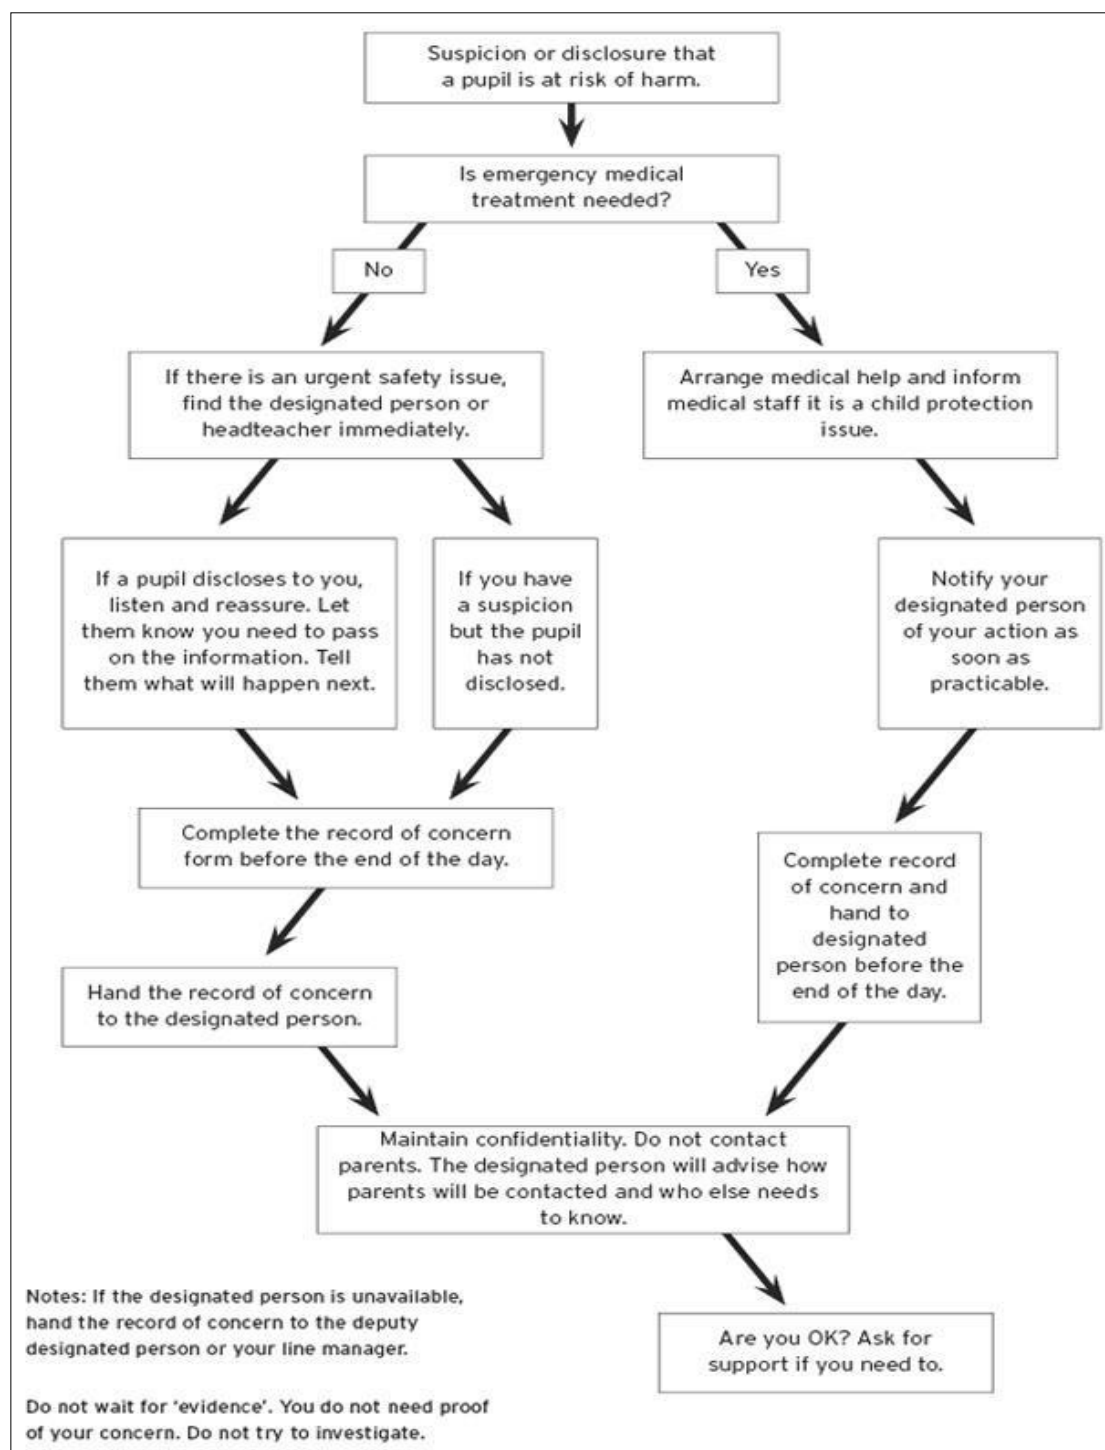 Suspicion or disclosure that
a pupil is at risk of harm.
Is emergency medical
treatment needed?
No
Yes
If there is an urgent safety issue,
find the designated person or
headteacher immediately.
Arrange medical help and inform
medical staff it is a child protection
issue.
If a pupil discloses to you,
listen and reassure. Let
them know you need to pass
on the information. Tell
them what will happen next.
If you have
a suspicion
but the pupil
has not
disclosed.
Notify your
designated person
of your action as
soon as
practicable.
Complete the record of concern
form before the end of the day.
Complete record
of concern and
hand to
designated
person before the
end of the day.
Hand the record of concern
to the designated person.
Maintain confidentiality. Do not contact
parents. The designated person will advise how
parents will be contacted and who else needs
to know.
Notes: If the designated person is unavailable,
hand the record of concern to the deputy
designated person or your line manager.
Do not wait for 'evidence'. You do not need proof
of your concern. Do not try to investigate.
Are you OK? Ask for
support if you need to.